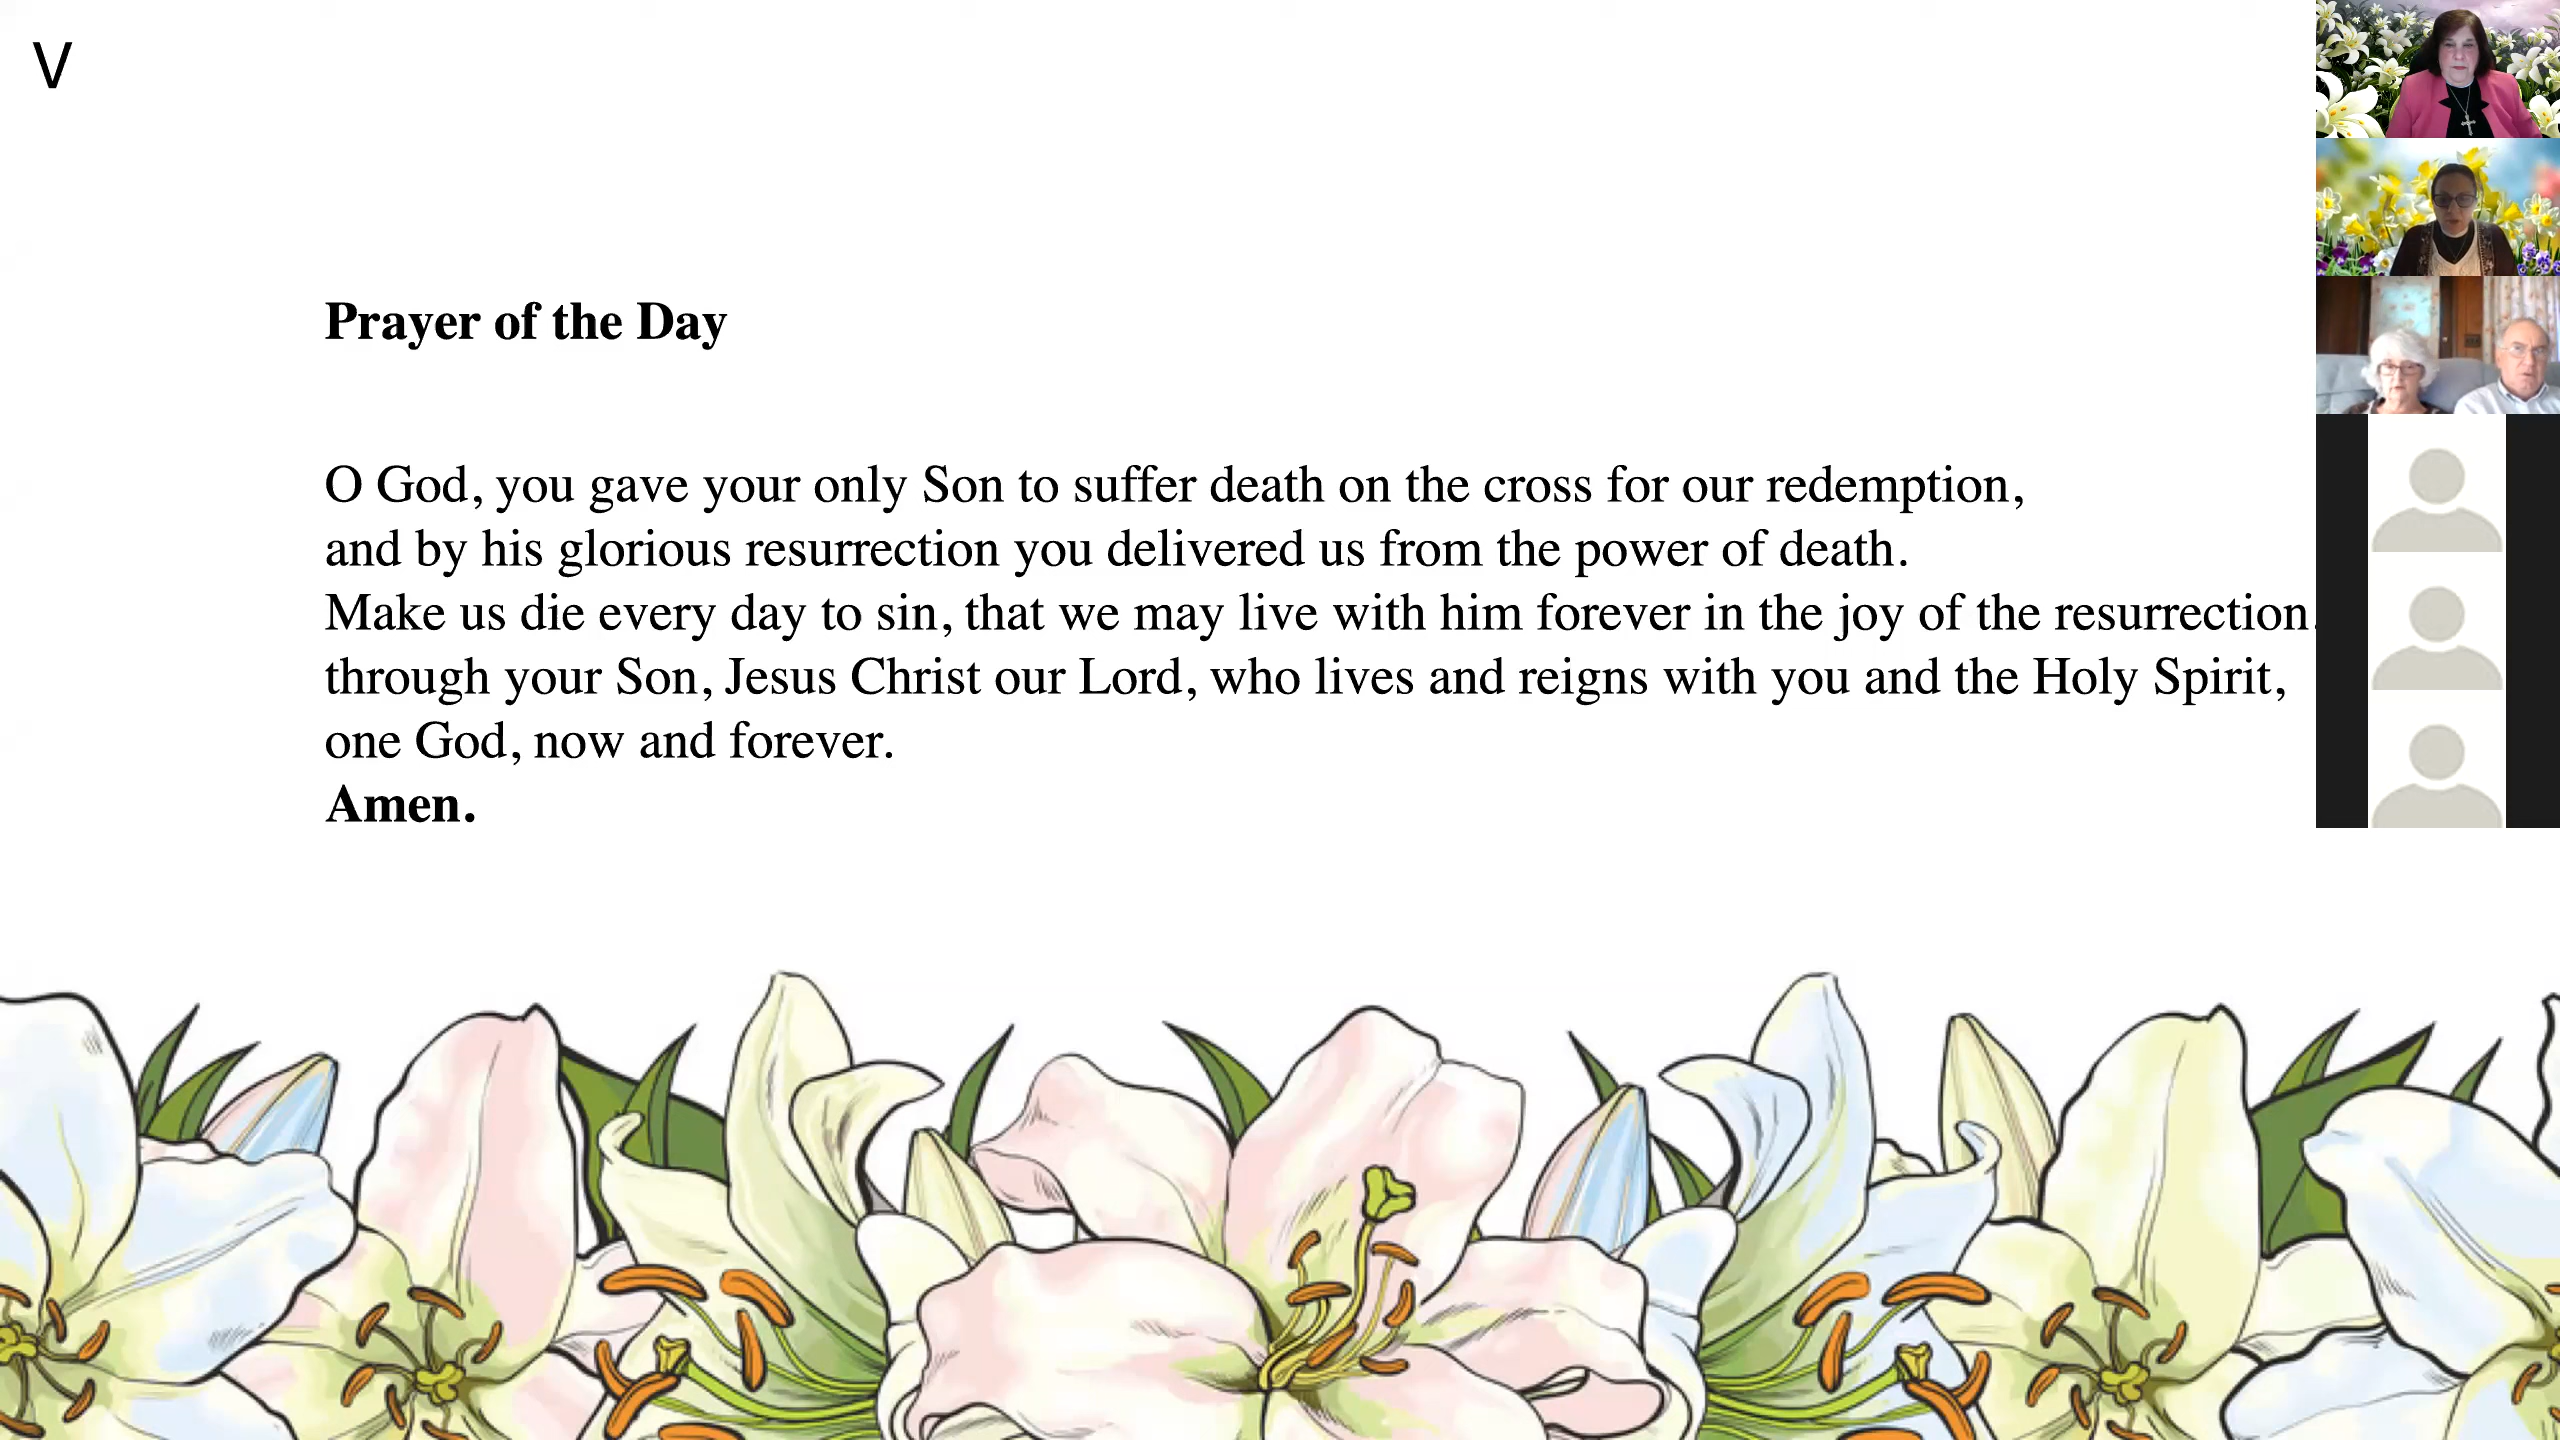 V
Prayer of the Day
O God, you gave your only Son to suffer death on the cross for our redemption,
and by his glorious resurrection you delivered us from the power of death.
Make us die every day to sin, that we may live with him forever in the joy of the resurrection,
through your Son, Jesus Christ our Lord, who lives and reigns with you and the Holy Spirit,
one God, now and forever.
Amen.